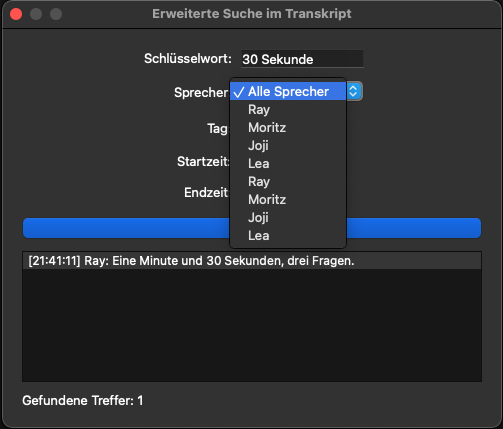 Erweiterte Suche im Transkript
Schlüsselwort: 30 Sekunde
Sprecher
✓ Alle Sprecher
Ray
Moritz
Joji
Lea
Ray
Moritz
Joji
Lea
Tag
Startzeit:
Endzeit
[21:41:11] Ray: Eine Minute und 30 Sekunden, drei Fragen.
Gefundene Treffer: 1